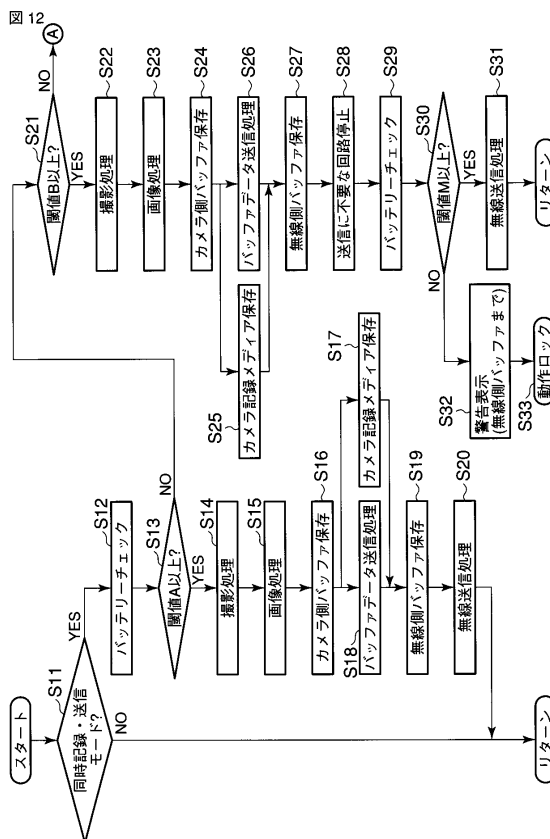 図 12
スタート
S11
同時記録・送信
モード?
YES
NO
S12
バッテリーチェック
S13
閾値A以上?
NO
YES
S14
撮影処理
S15
画像処理
S16
カメラ側バッファ保存
S17
カメラ記録メディア保存
S18
バッファデータ送信処理
S19
無線側バッファ保存
S20
無線送信処理
リターン
S21
閾値B以上?
NO
A
YES
S22
撮影処理
S23
画像処理
S24
カメラ側バッファ保存
S25
カメラ記録メディア保存
S26
バッファデータ送信処理
S27
無線側バッファ保存
S28
送信に不要な回路停止
S29
バッテリーチェック
S30
閾値M以上?
NO
YES
S31
無線送信処理
リターン
S32
警告表示
(無線側バッファまで)
S33
動作ロック